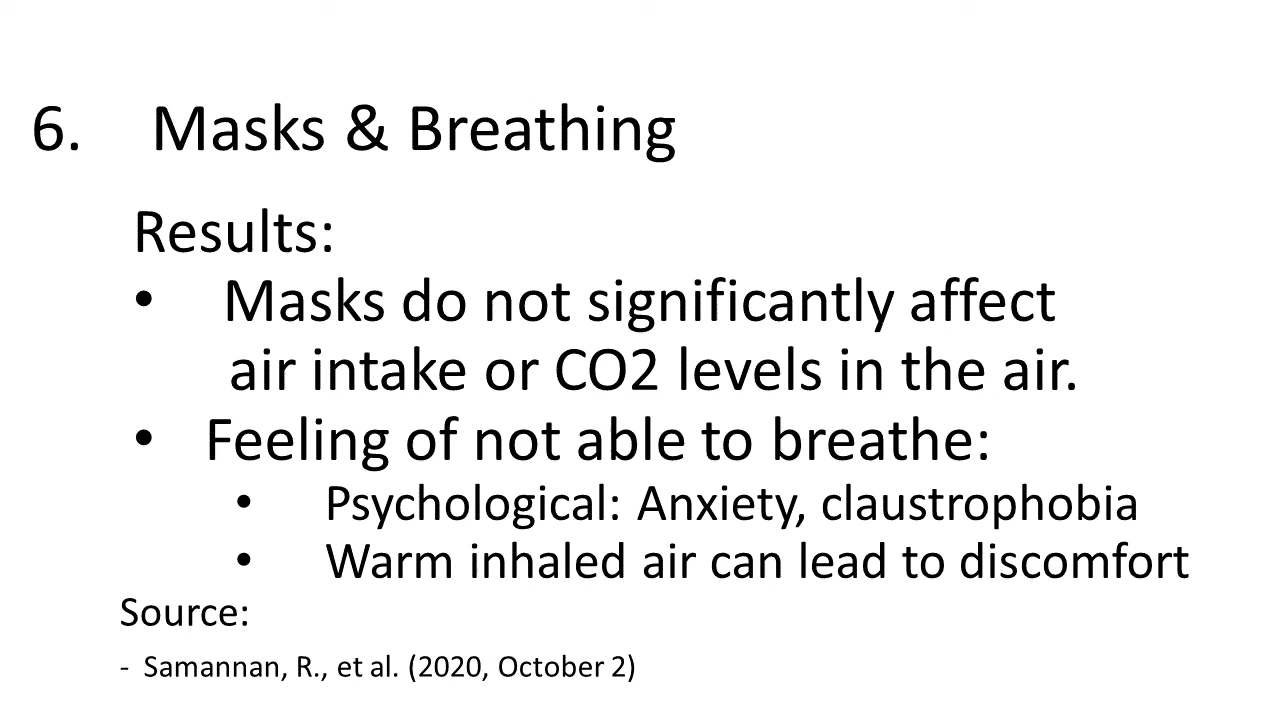 6. Masks & Breathing
Results:
• Masks do not significantly affect
air intake or CO2 levels in the air.
• Feeling of not able to breathe:
• Psychological: Anxiety, claustrophobia
• Warm inhaled air can lead to discomfort
Source:
- Samannan, R., et al. (2020, October 2)